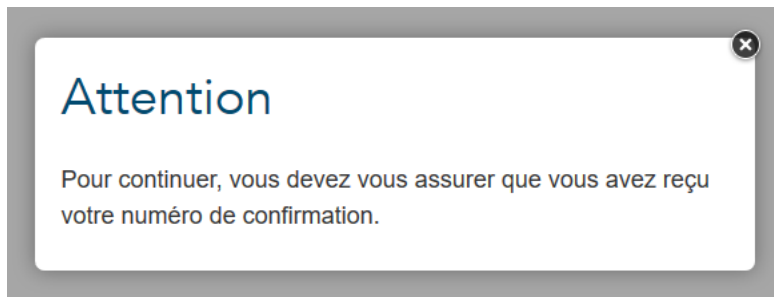 Attention
Pour continuer, vous devez vous assurer que vous avez reçu
votre numéro de confirmation.